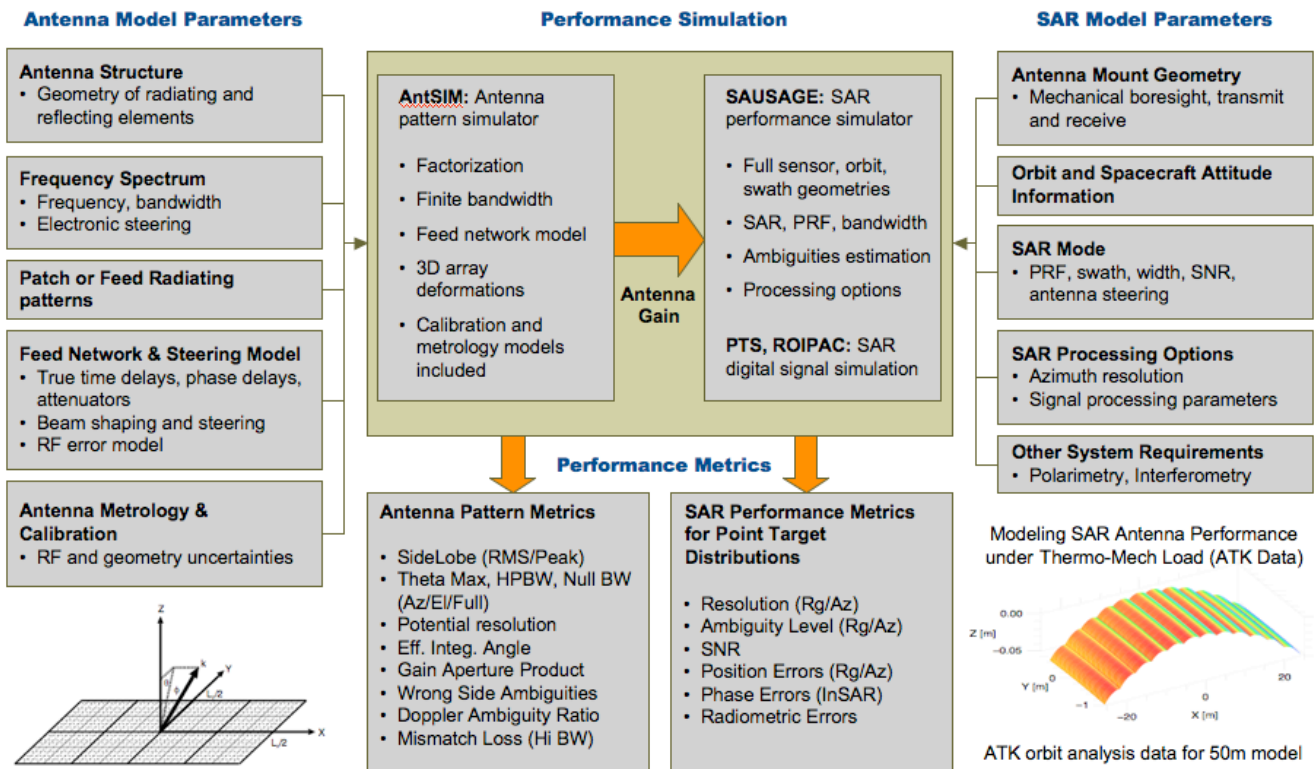 Antenna Model Parameters
Antenna Structure
• Geometry of radiating and
reflecting elements
Frequency Spectrum
• Frequency, bandwidth
• Electronic steering
Patch or Feed Radiating
patterns
Feed Network & Steering Model
• True time delays, phase delays,
attenuators
• Beam shaping and steering
• RF error model
Antenna Metrology &
Calibration
• RF and geometry uncertainties
Z
k
Y
θ
ϕ
Lᵧ/2
X
Lₓ/2
Performance Simulation
AntSIM: Antenna
pattern simulator
• Factorization
• Finite bandwidth
• Feed network model
• 3D array
deformations
• Calibration and
metrology models
included
Antenna
Gain
SAUSAGE: SAR
performance simulator
• Full sensor, orbit,
swath geometries
• SAR, PRF, bandwidth
• Ambiguities estimation
• Processing options
PTS, ROIPAC: SAR
digital signal simulation
Performance Metrics
Antenna Pattern Metrics
• SideLobe (RMS/Peak)
• Theta Max, HPBW, Null BW
(Az/El/Full)
• Potential resolution
• Eff. Integ. Angle
• Gain Aperture Product
• Wrong Side Ambiguities
• Doppler Ambiguity Ratio
• Mismatch Loss (Hi BW)
SAR Performance Metrics
for Point Target
Distributions
• Resolution (Rg/Az)
• Ambiguity Level (Rg/Az)
• SNR
• Position Errors (Rg/Az)
• Phase Errors (InSAR)
• Radiometric Errors
SAR Model Parameters
Antenna Mount Geometry
• Mechanical boresight, transmit
and receive
Orbit and Spacecraft Attitude
Information
SAR Mode
• PRF, swath, width, SNR,
antenna steering
SAR Processing Options
• Azimuth resolution
• Signal processing parameters
Other System Requirements
• Polarimetry, Interferometry
Modeling SAR Antenna Performance
under Thermo-Mech Load (ATK Data)
0.00
Z [m]
−0.05
Y [m]
0
−1
−20
X [m]
0
20
ATK orbit analysis data for 50m model